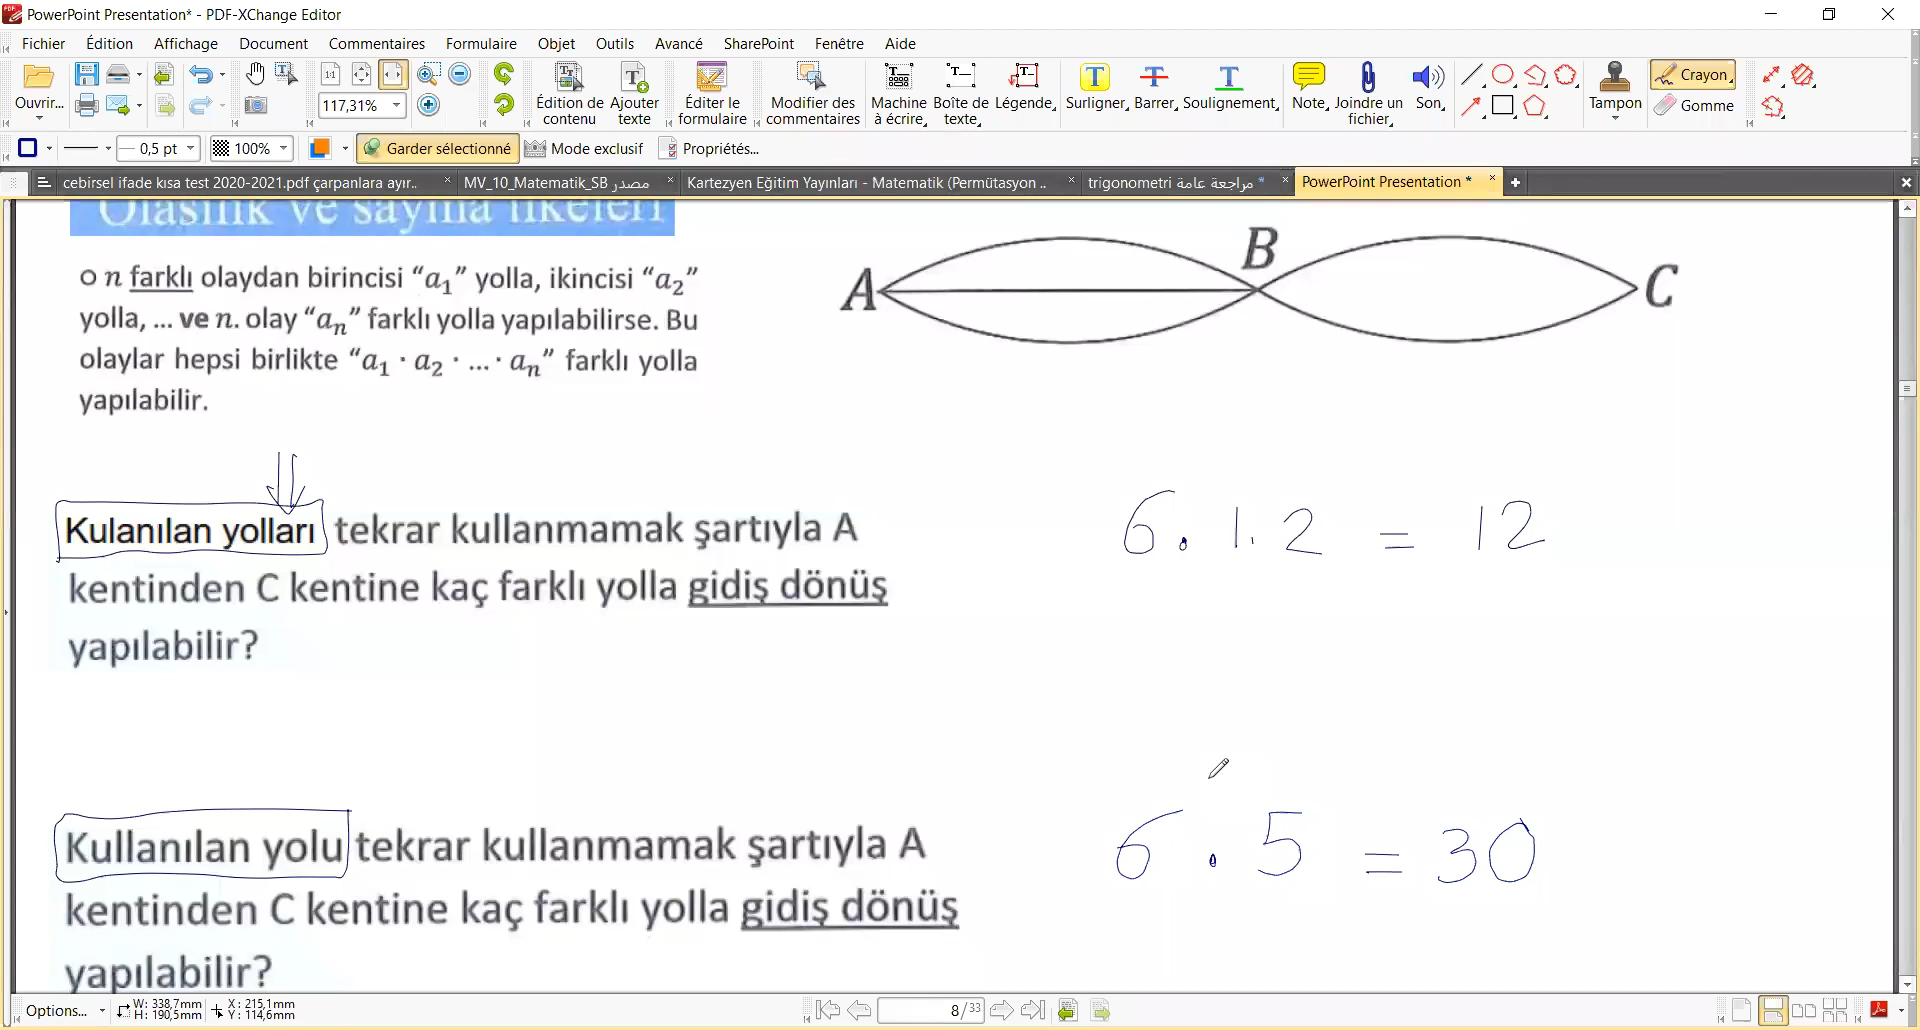 PowerPoint Presentation* - PDF-XChange Editor
Fichier Édition Affichage Document Commentaires Formulaire Objet Outils Avancé SharePoint Fenêtre Aide
Ouvrir... 1:1 117,31% Édition de contenu Ajouter texte Éditer le formulaire Modifier des commentaires Machine à écrire Boîte de texte Légende Surligner Barrer Soulignement Note Joindre un fichier Son Tampon Crayon Gomme
0,5 pt 100% Garder sélectionné Mode exclusif Propriétés...
cebirsel ifade kısa test 2020-2021.pdf çarpanlara ayır.. MV_10_Matematik_SB مصدر Kartezyen Eğitim Yayınları - Matematik (Permütasyon .. trigonometri مراجعة عامة * PowerPoint Presentation *
Olasılık ve sayma ilkeleri
n farklı olaydan birincisi “a₁” yolla, ikincisi “a₂”
yolla, ... ve n. olay “aₙ” farklı yolla yapılabilirse. Bu
olaylar hepsi birlikte “a₁ · a₂ · ... · aₙ” farklı yolla
yapılabilir.
A B C
Kulanılan yolları tekrar kullanmamak şartıyla A
kentinden C kentine kaç farklı yolla gidiş dönüş
yapılabilir?
6 . 1 . 2 = 12
Kullanılan yolu tekrar kullanmamak şartıyla A
kentinden C kentine kaç farklı yolla gidiş dönüş
yapılabilir?
6 . 5 = 30
Options... W: 338,7mm H: 190,5mm X: 215,1mm Y: 114,6mm 8/33